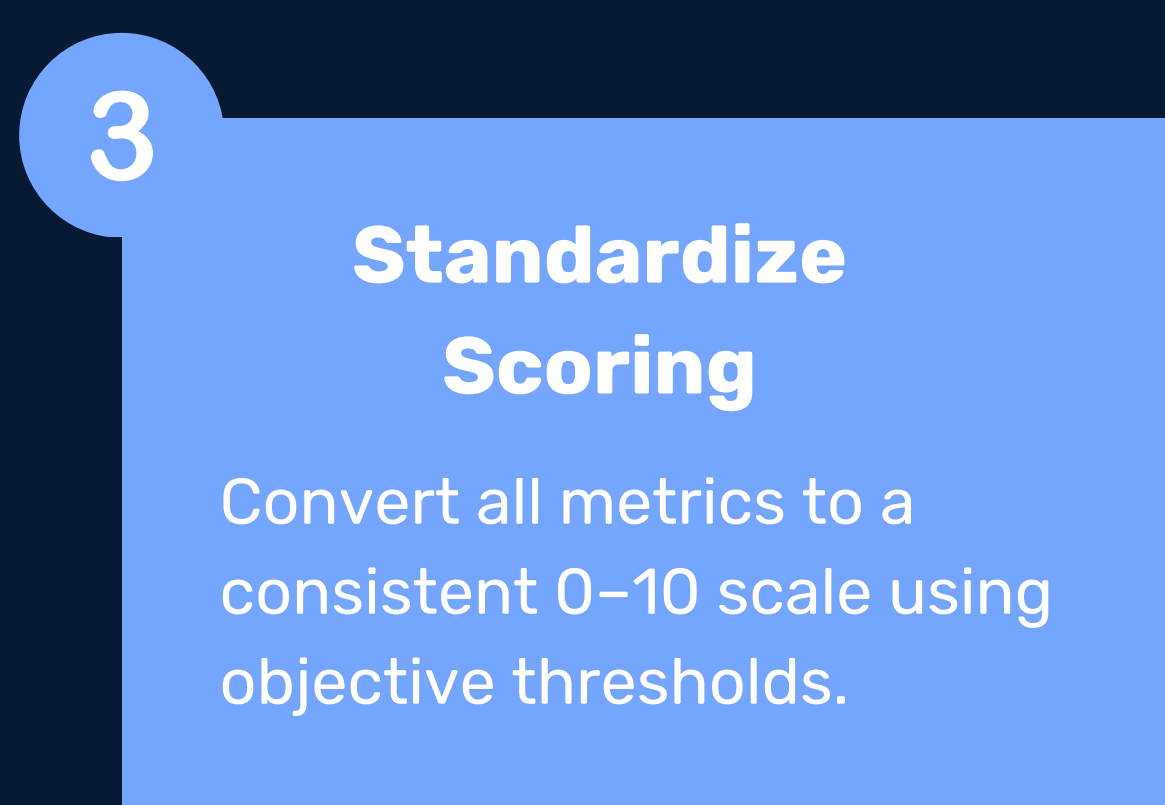 3
Standardize
Scoring
Convert all metrics to a
consistent 0–10 scale using
objective thresholds.